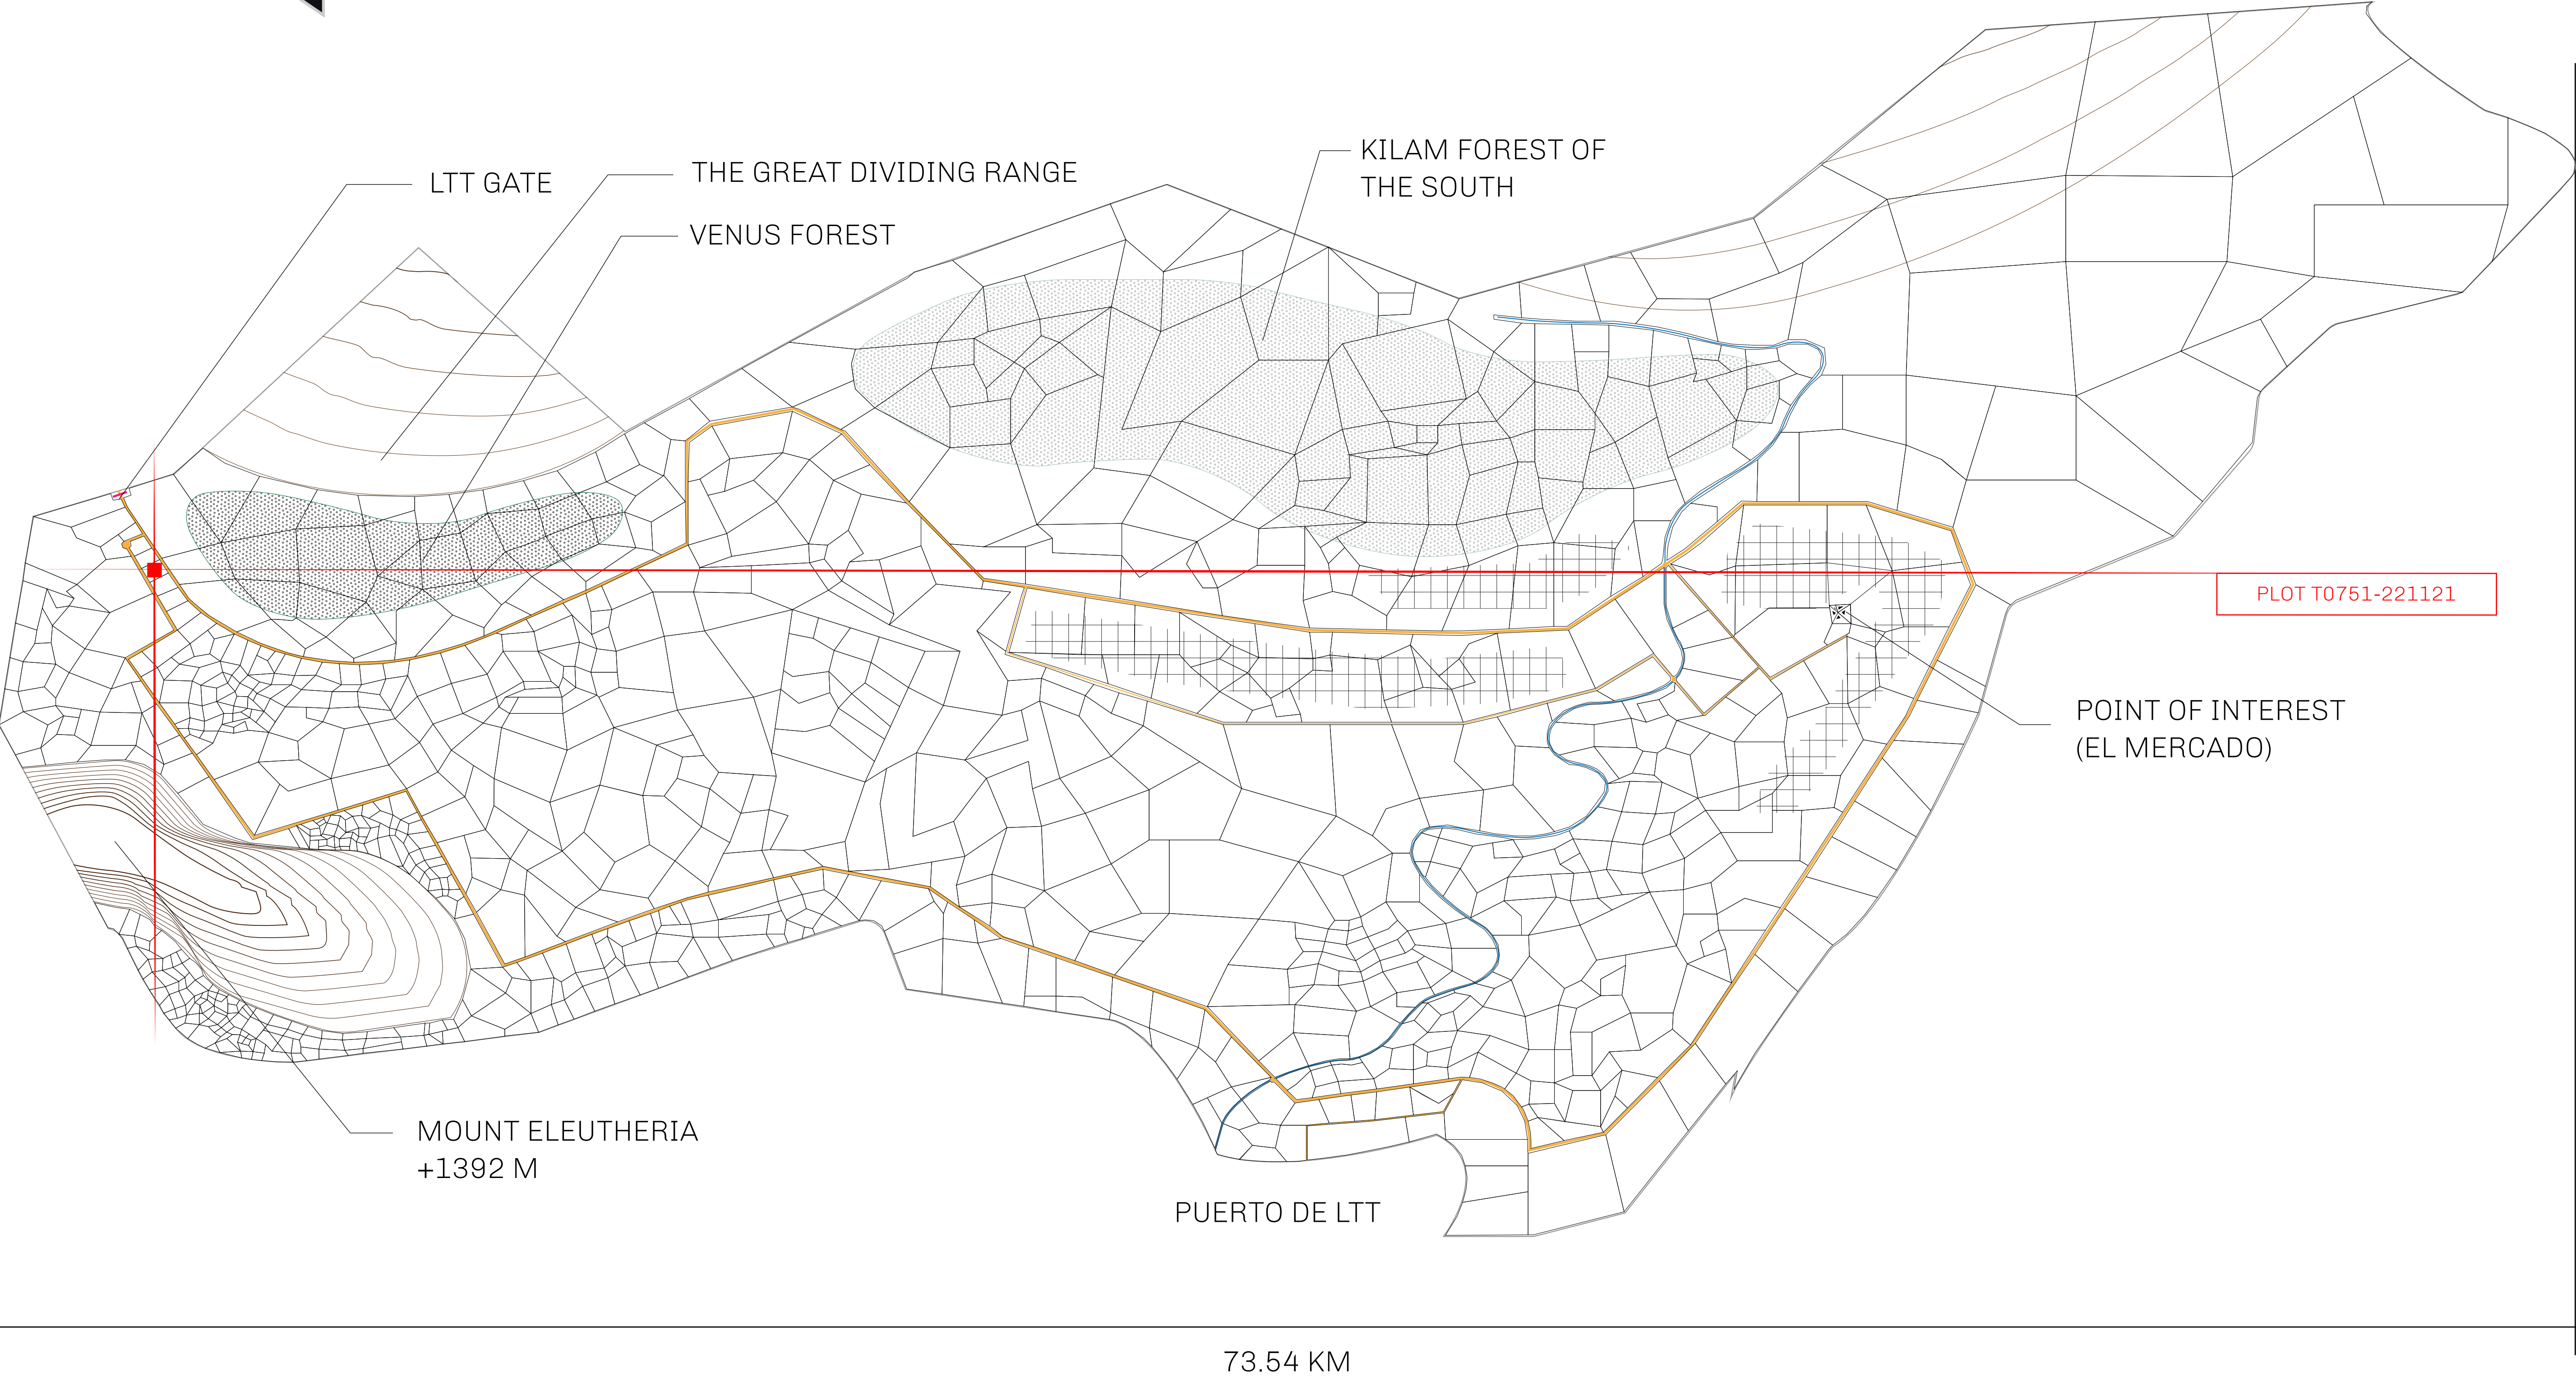 KILAM FOREST OF
THE SOUTH
THE GREAT DIVIDING RANGE
LTT GATE
VENUS FOREST
PLOT T0751-221121
POINT OF INTEREST
(EL MERCADO)
MOUNT ELEUTHERIA
+1392 M
PUERTO DE LTT
73.54 KM